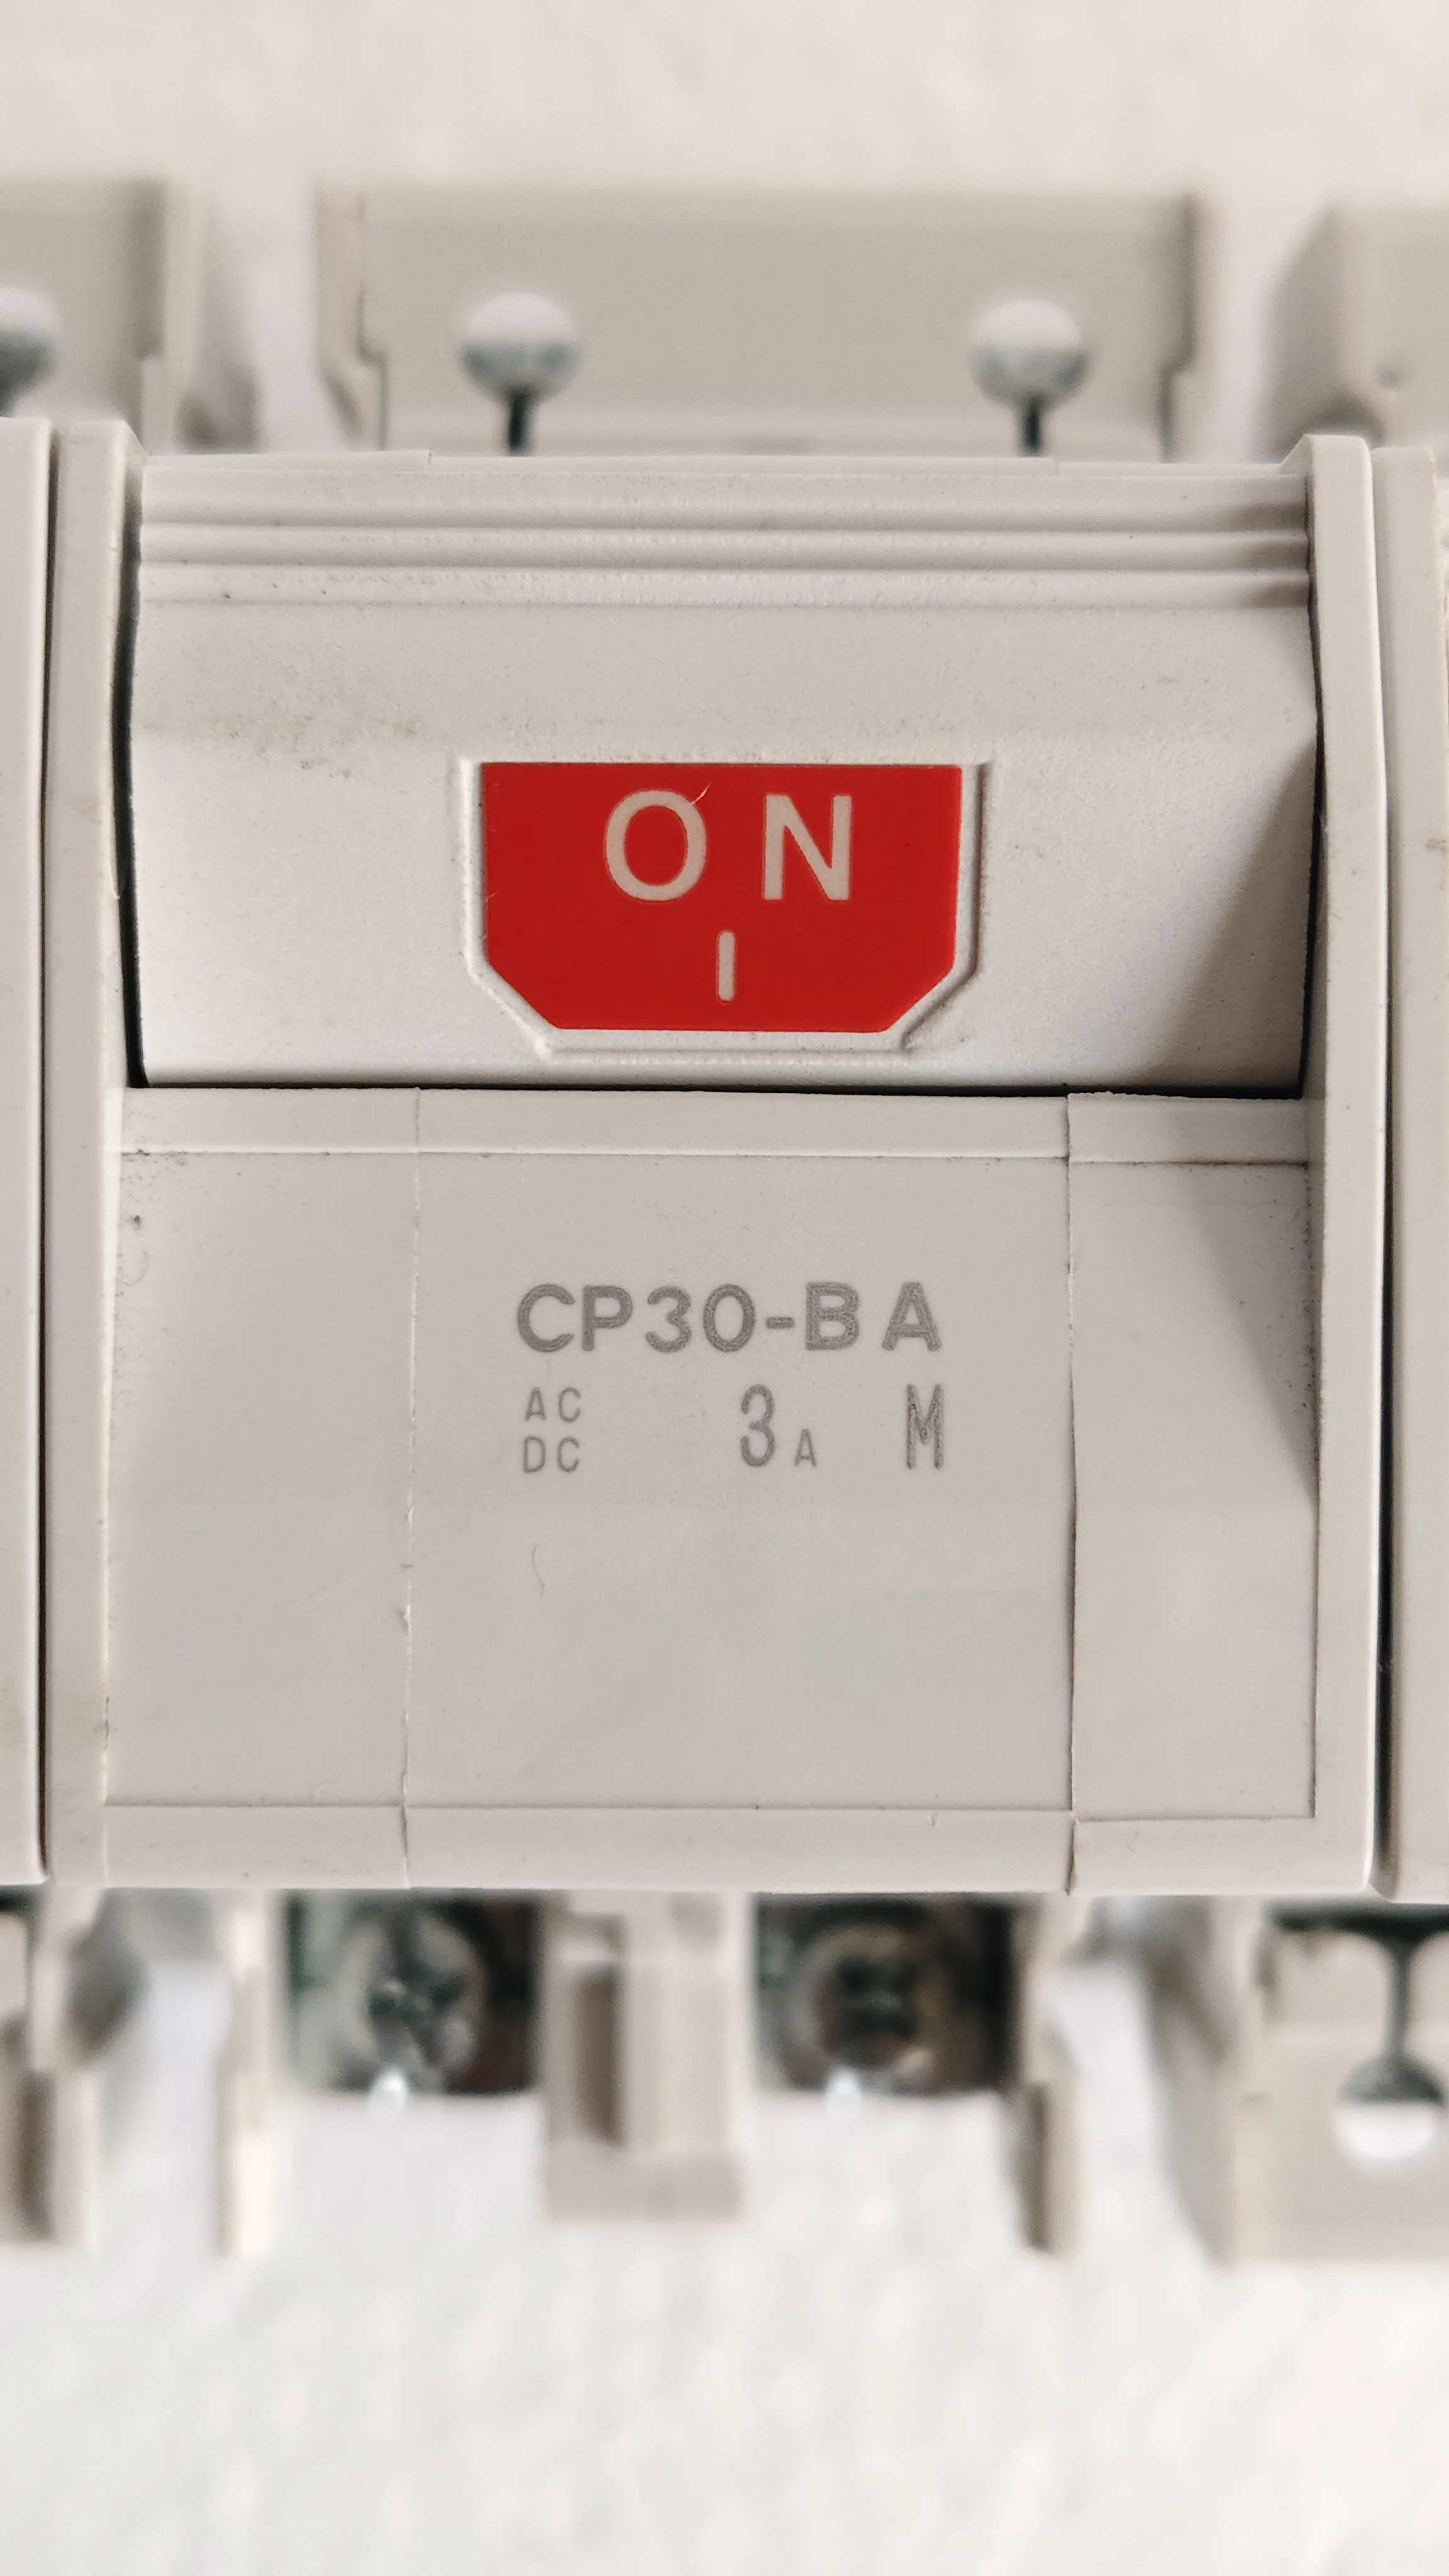 ON
I
CP30-BA
AC
DC 3A M